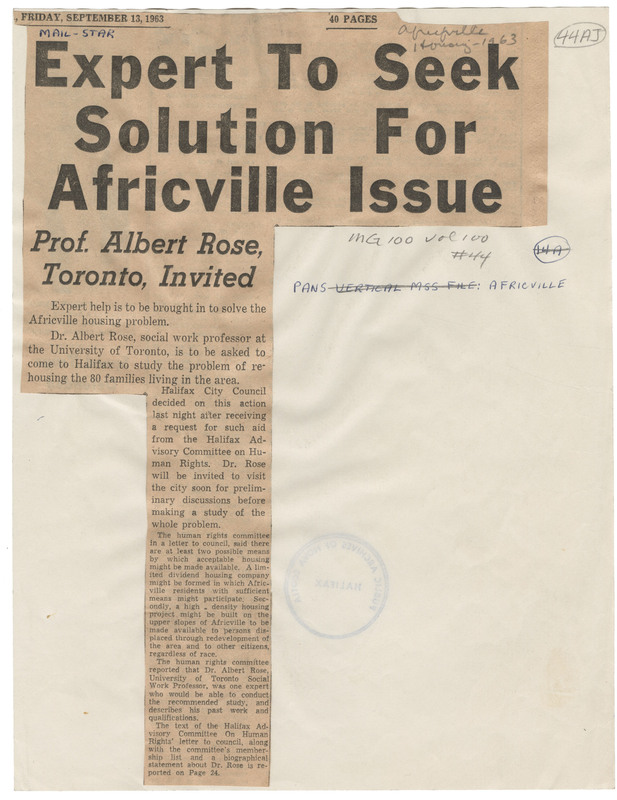 , FRIDAY, SEPTEMBER 13, 1963
40 PAGES
MAIL-STAR
Africville
Housing-1963
44AJ
Expert To Seek
Solution For
Africville Issue
Prof. Albert Rose,
Toronto, Invited
MG100 Vol 100
#44
14A
PANS VERTICAL MSS FILE: AFRICVILLE
Expert help is to be brought in to solve the
Africville housing problem.
Dr. Albert Rose, social work professor at
the University of Toronto, is to be asked to
come to Halifax to study the problem of re-
housing the 80 families living in the area.
Halifax City Council
decided on this action
last night after receiving
a request for such aid
from the Halifax Ad-
visory Committee on Hu-
man Rights. Dr. Rose
will be invited to visit
the city soon for prelim-
inary discussions before
making a study of the
whole problem.
The human rights committee
in a letter to council, said there
are at least two possible means
by which acceptable housing
might be made available. A lim-
ited dividend housing company
might be formed in which Afric-
ville residents with sufficient
means might participate. Sec-
ondly, a high - density housing
project might be built on the
upper slopes of Africville to be
made available to persons dis-
placed through redevelopment of
the area and to other citizens,
regardless of race.
The human rights committee
reported that Dr. Albert Rose,
University of Toronto Social
Work Professor, was one expert
who would be able to conduct
the recommended study, and
describes his past work and
qualifications.
The text of the Halifax Ad-
visory Committee On Human
Rights' letter to council, along
with the committee's member-
ship list and a biographical
statement about Dr. Rose is re-
ported on Page 24.
PUBLIC ARCHIVES OF NOVA SCOTIA
HALIFAX